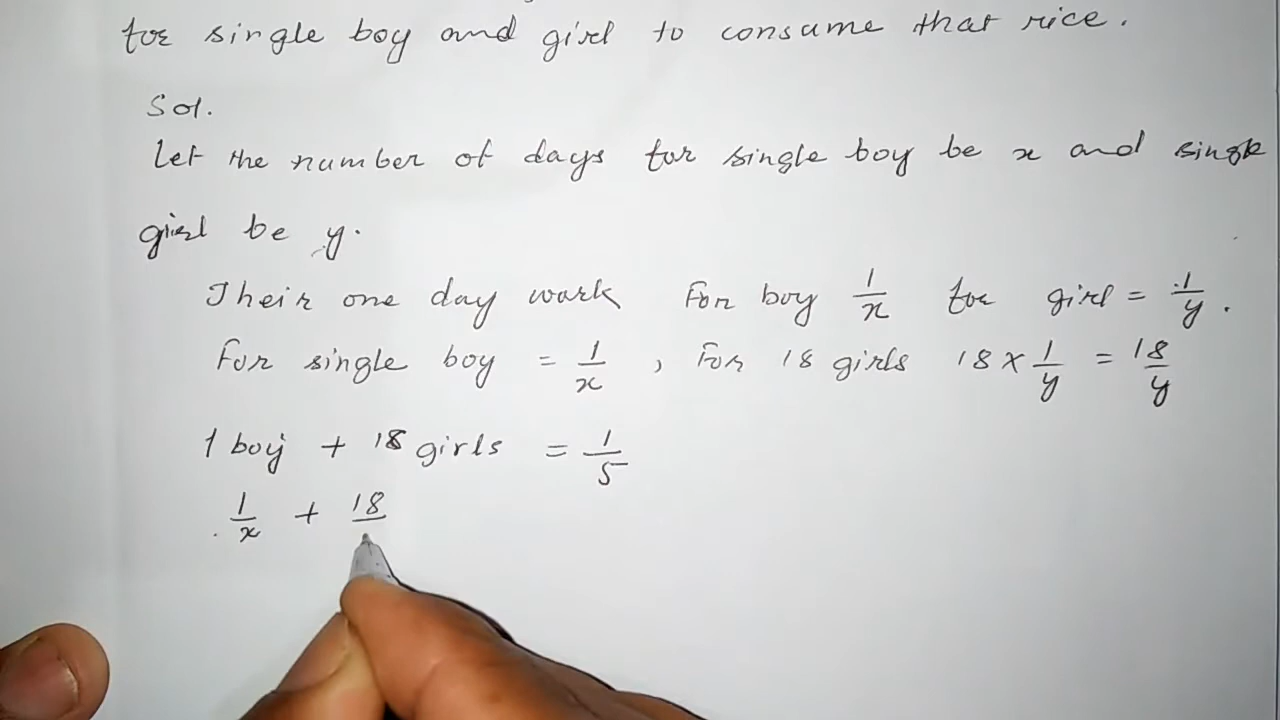 for single boy and girl to consume that rice.
Sol.
Let the number of days for single boy be x and single
girl be y.
Their one day work For boy 1/x for girl = 1/y.
For single boy = 1/x , For 18 girls 18 × 1/y = 18/y
1 boy + 18 girls = 1/5
1/x + 18/